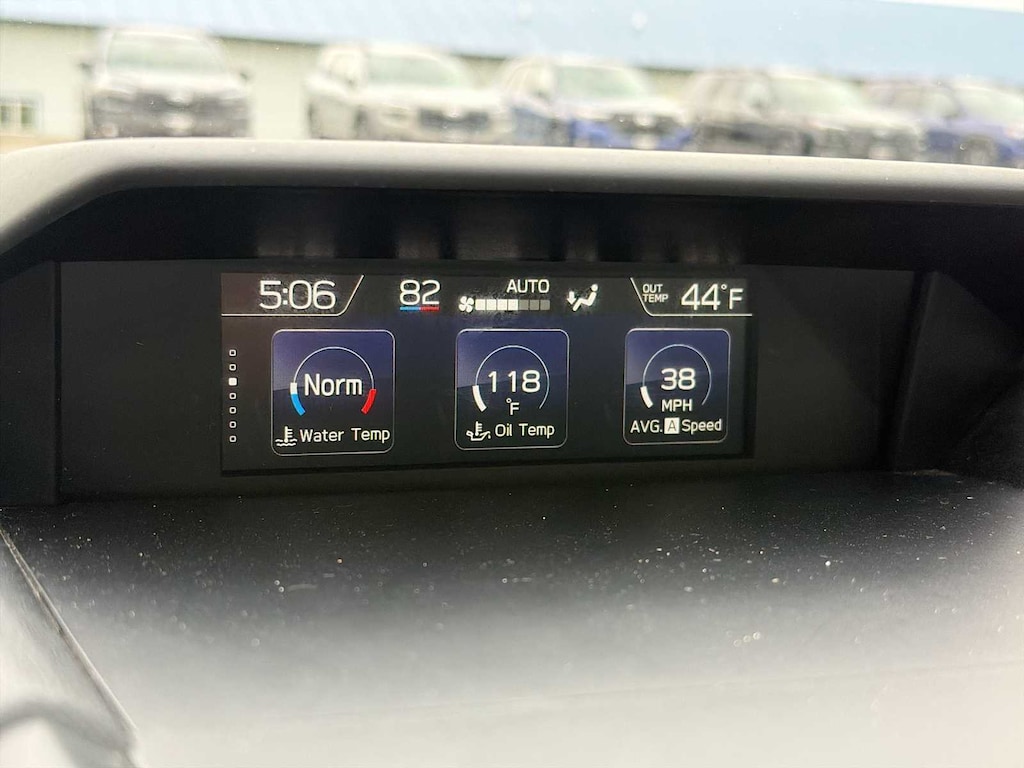 5:06
82
AUTO
OUT TEMP
44°F
Norm
Water Temp
118
°F
Oil Temp
38
MPH
AVG. A Speed